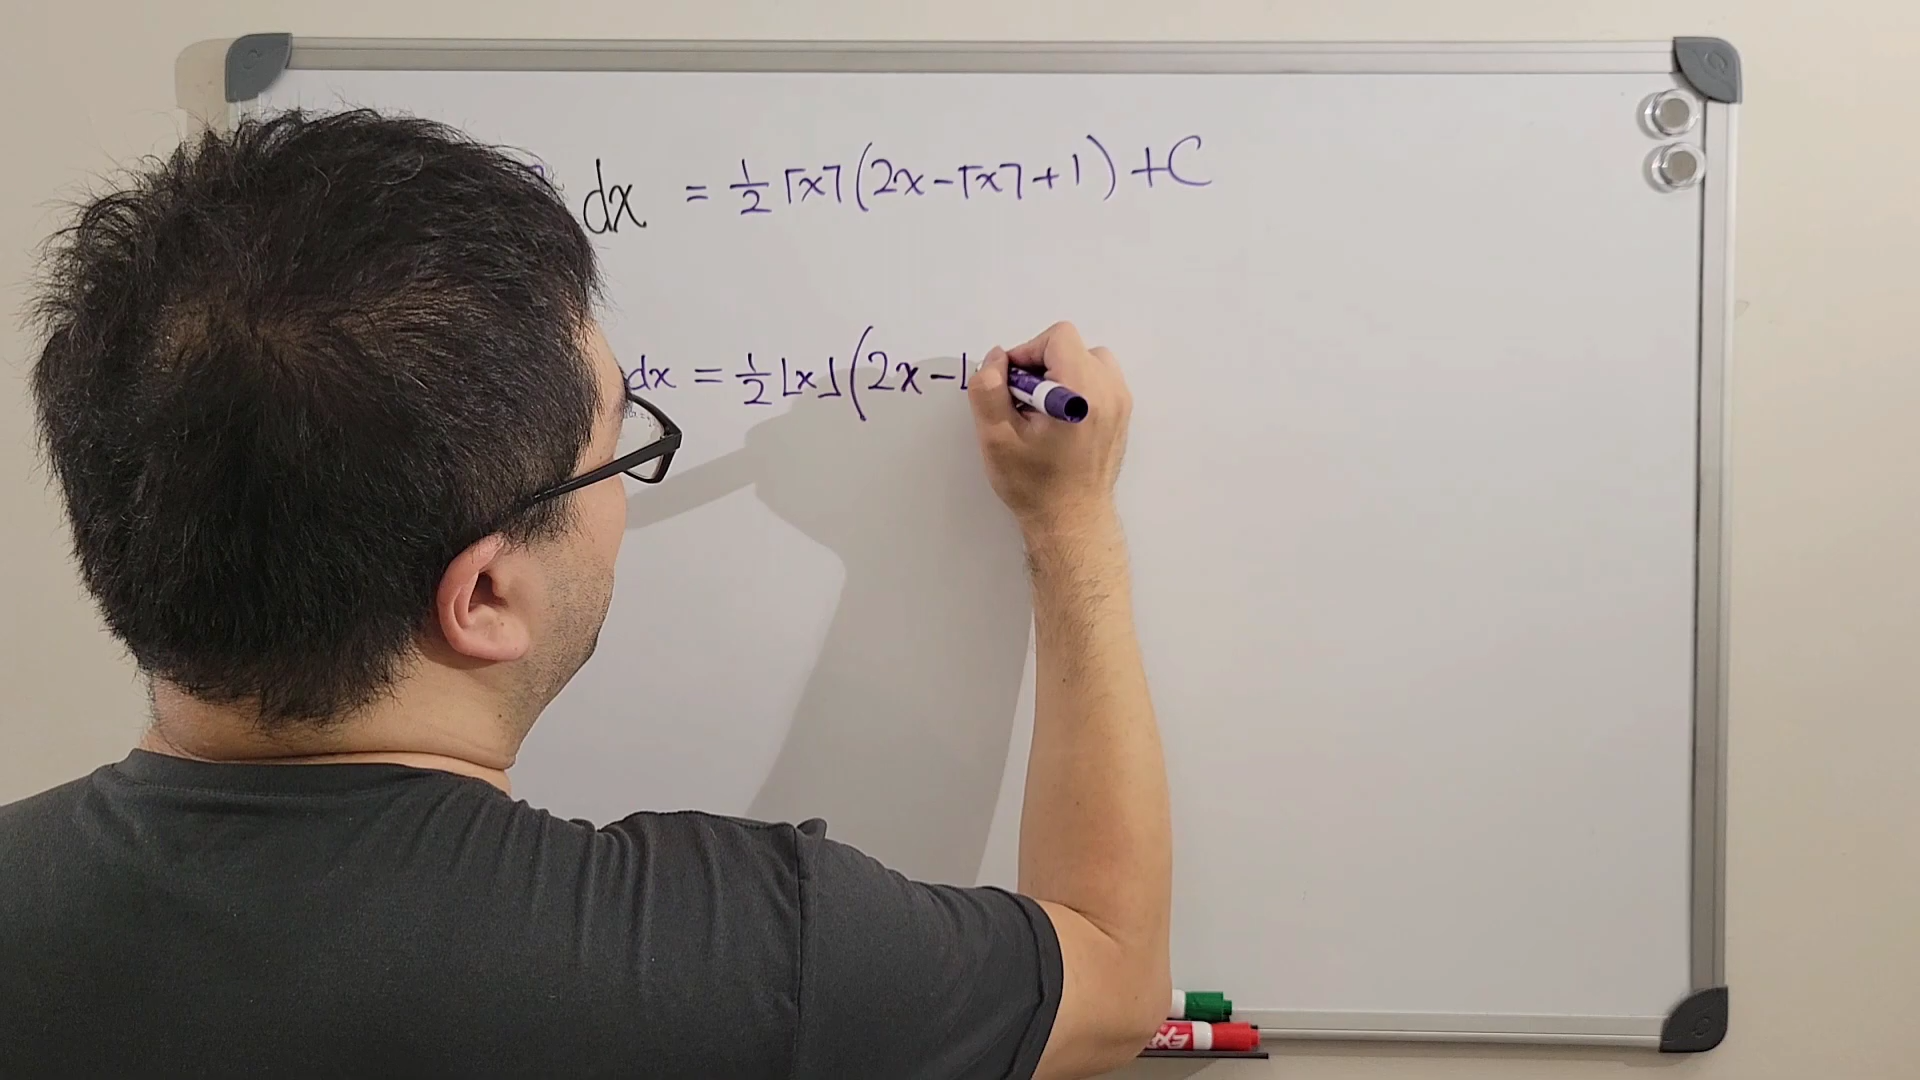 dx = 1/2 ⌈x⌉(2x-⌈x⌉+1)+C
dx = 1/2 ⌊x⌋(2x-⌊